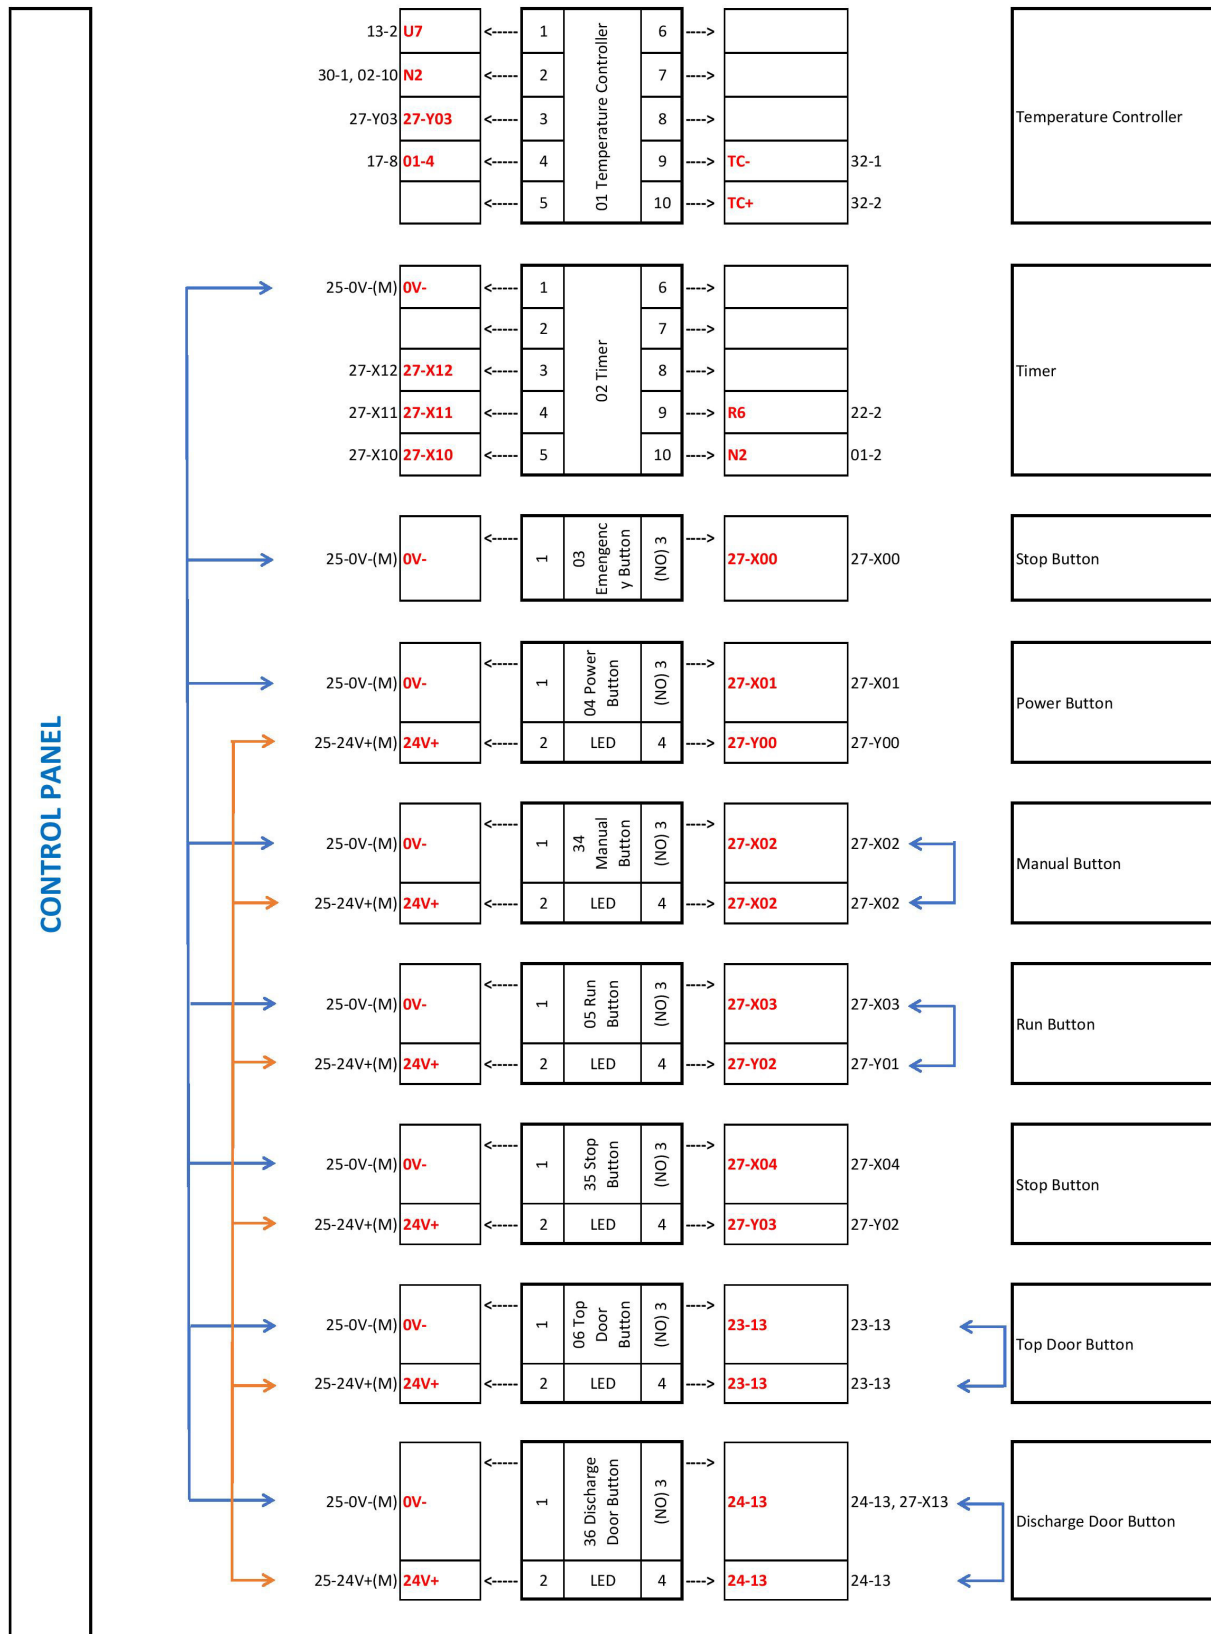 CONTROL PANEL
13-2 U7 <----- 1 6 ---->
30-1, 02-10 N2 <----- 2 7 ---->
27-Y03 27-Y03 <----- 3 8 ---->
17-8 01-4 <----- 4 9 ----> TC- 32-1
<----- 5 10 ----> TC+ 32-2
01 Temperature Controller
Temperature Controller
25-0V-(M) 0V- <----- 1 6 ---->
<----- 2 7 ---->
27-X12 27-X12 <----- 3 8 ---->
27-X11 27-X11 <----- 4 9 ----> R6 22-2
27-X10 27-X10 <----- 5 10 ----> N2 01-2
02 Timer
Timer
25-0V-(M) 0V- <----- 1
03
Emengenc
y Button
(NO) 3 ----> 27-X00 27-X00
Stop Button
25-0V-(M) 0V- <----- 1
04 Power
Button
(NO) 3 ----> 27-X01 27-X01
25-24V+(M) 24V+ <----- 2 LED 4 ----> 27-Y00 27-Y00
Power Button
25-0V-(M) 0V- <----- 1
34
Manual
Button
(NO) 3 ----> 27-X02 27-X02
25-24V+(M) 24V+ <----- 2 LED 4 ----> 27-X02 27-X02
Manual Button
25-0V-(M) 0V- <----- 1
05 Run
Button
(NO) 3 ----> 27-X03 27-X03
25-24V+(M) 24V+ <----- 2 LED 4 ----> 27-Y02 27-Y01
Run Button
25-0V-(M) 0V- <----- 1
35 Stop
Button
(NO) 3 ----> 27-X04 27-X04
25-24V+(M) 24V+ <----- 2 LED 4 ----> 27-Y03 27-Y02
Stop Button
25-0V-(M) 0V- <----- 1
06 Top
Door
Button
(NO) 3 ----> 23-13 23-13
25-24V+(M) 24V+ <----- 2 LED 4 ----> 23-13 23-13
Top Door Button
25-0V-(M) 0V- <----- 1
36 Discharge
Door Button
(NO) 3 ----> 24-13 24-13, 27-X13
25-24V+(M) 24V+ <----- 2 LED 4 ----> 24-13 24-13
Discharge Door Button